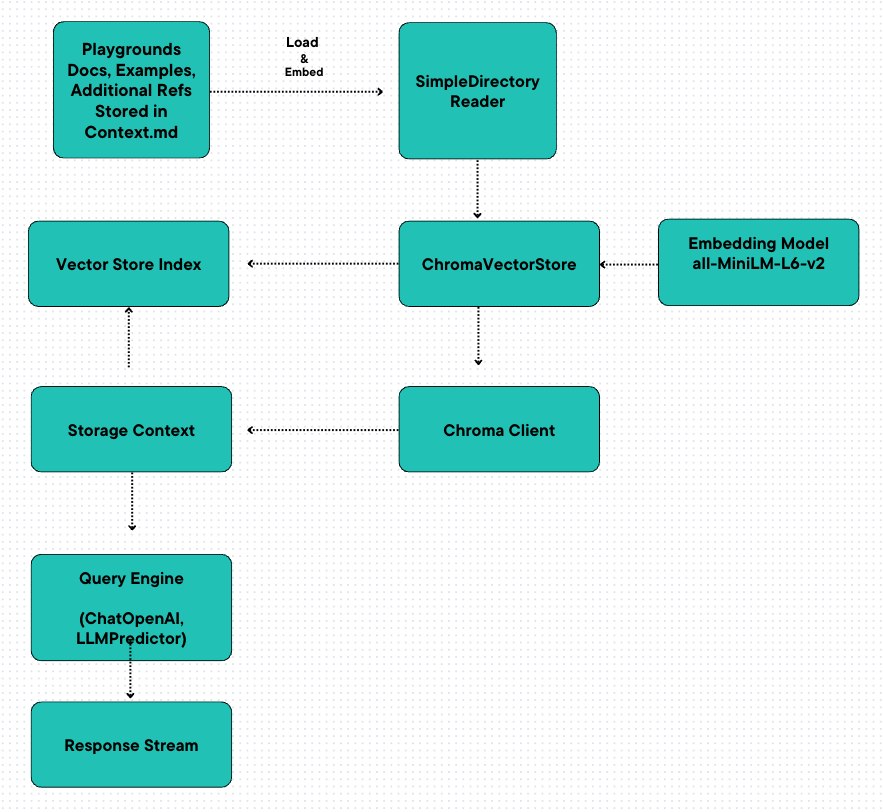 Playgrounds
Docs, Examples,
Additional Refs
Stored in
Context.md
Load
&
Embed
SimpleDirectory
Reader
Vector Store Index
ChromaVectorStore
Embedding Model
all-MiniLM-L6-v2
Storage Context
Chroma Client
Query Engine
(ChatOpenAI,
LLMPredictor)
Response Stream